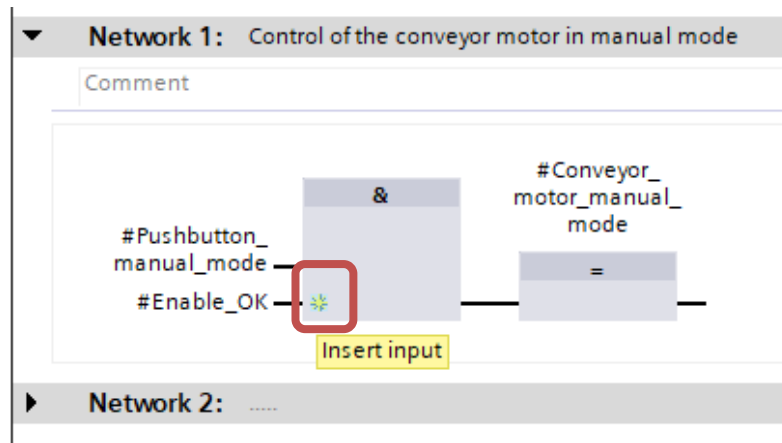 Network 1: Control of the conveyor motor in manual mode
Comment
#Conveyor_
motor_manual_
mode
&
#Pushbutton_
manual_mode
=
#Enable_OK
Insert input
Network 2: .....